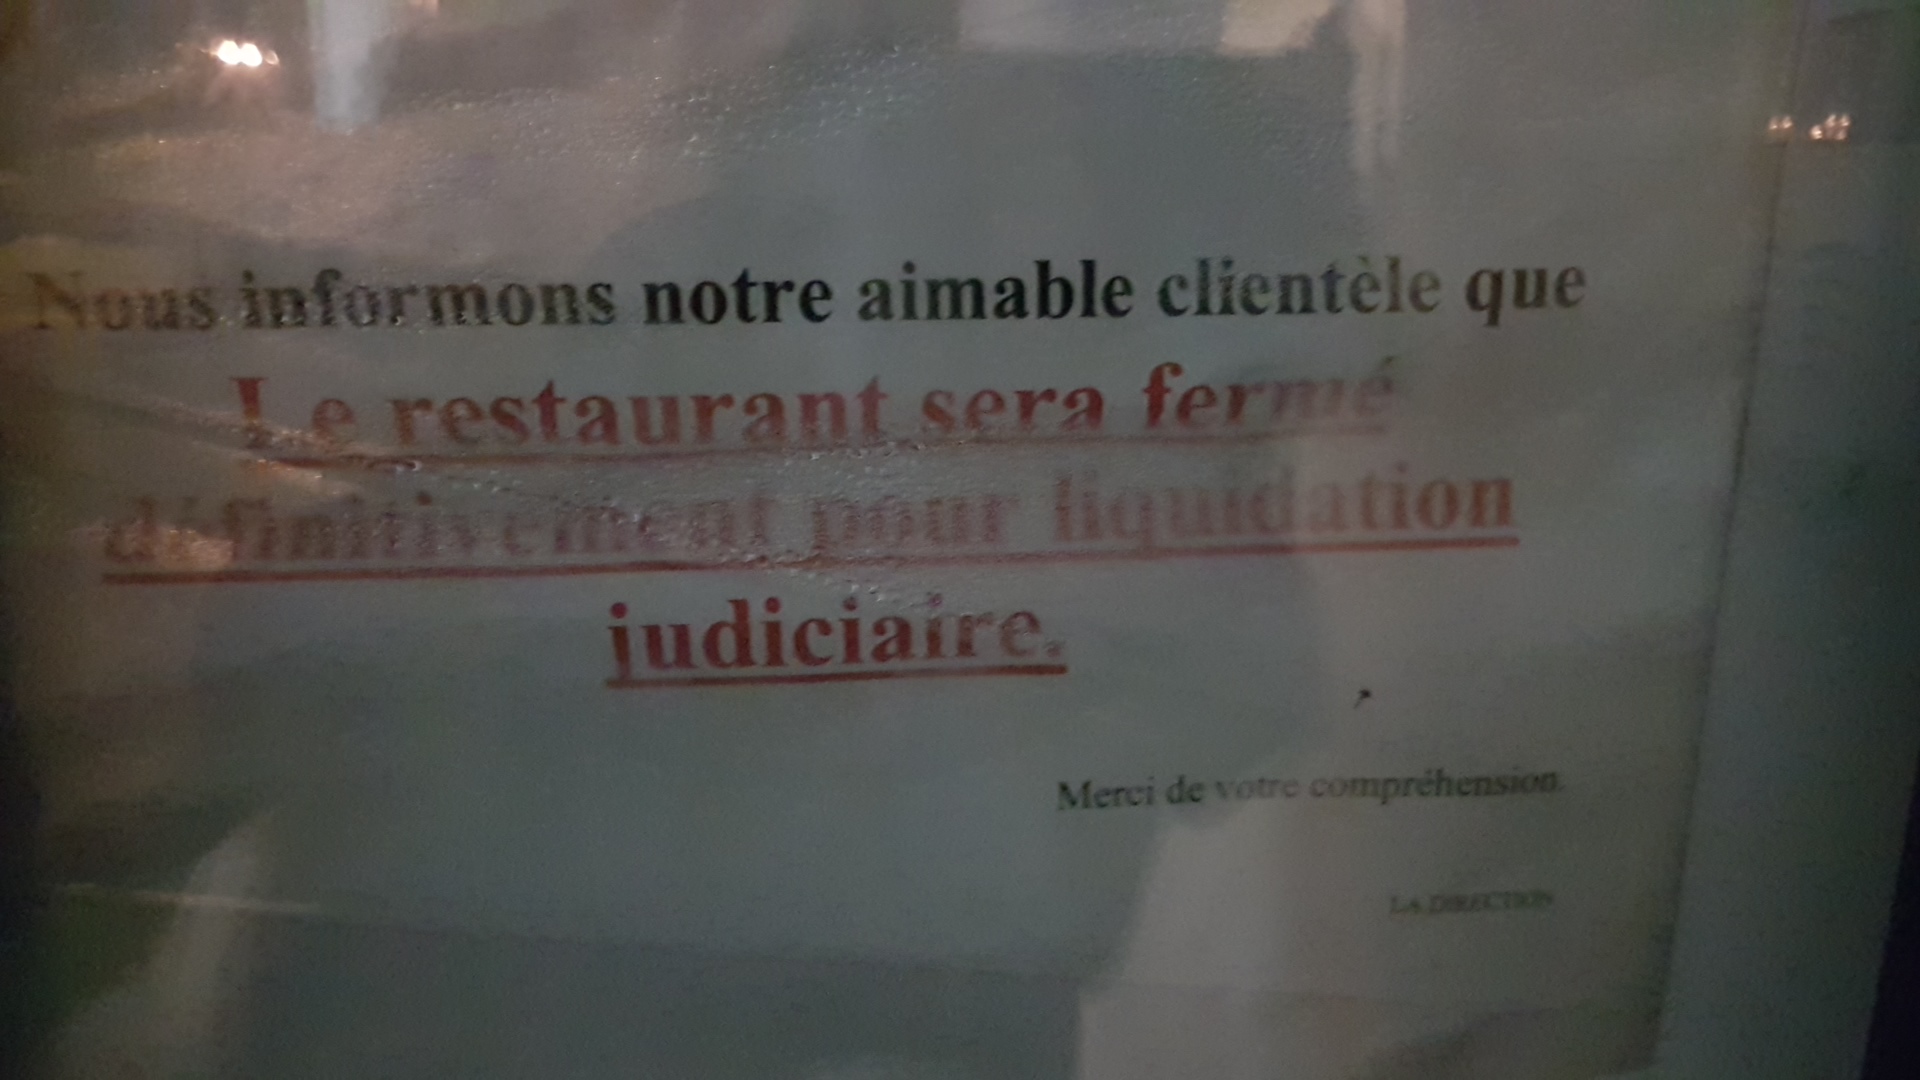 Nous informons notre aimable clientèle que
Le restaurant sera fermé
définitivement pour liquidation
judiciaire.
Merci de votre compréhension.
LA DIRECTION